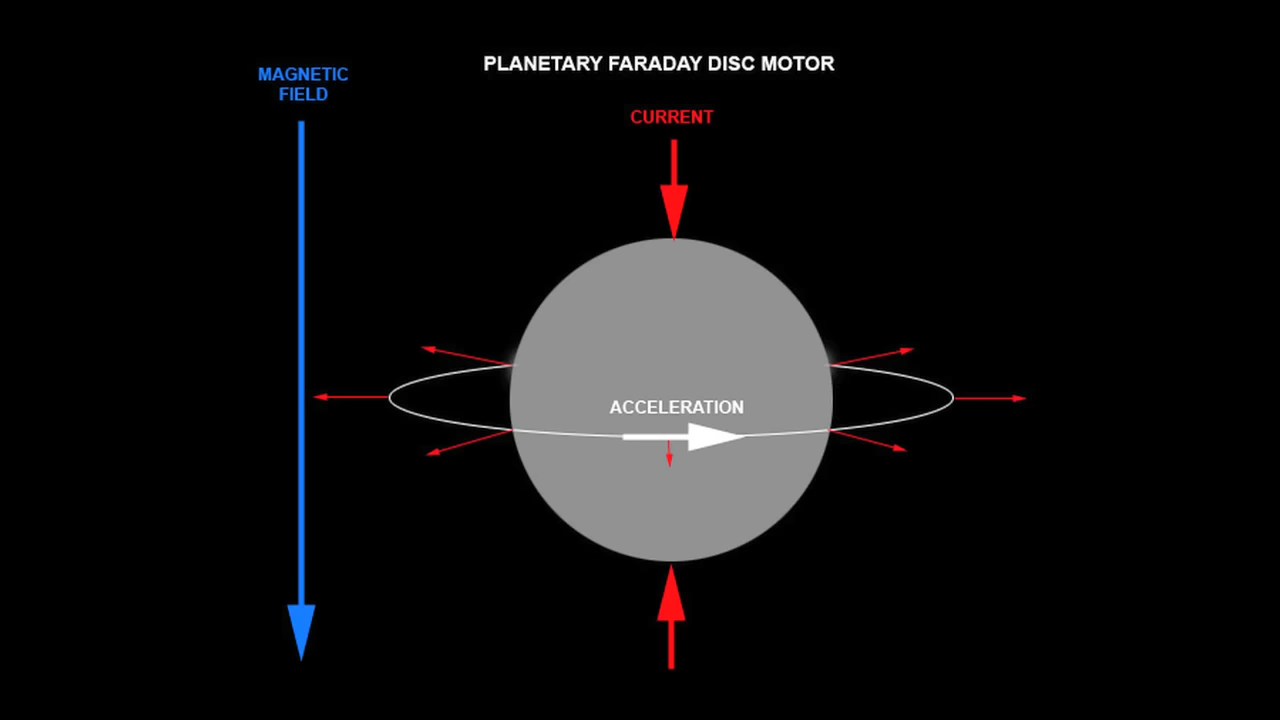 PLANETARY FARADAY DISC MOTOR
MAGNETIC
FIELD
CURRENT
ACCELERATION